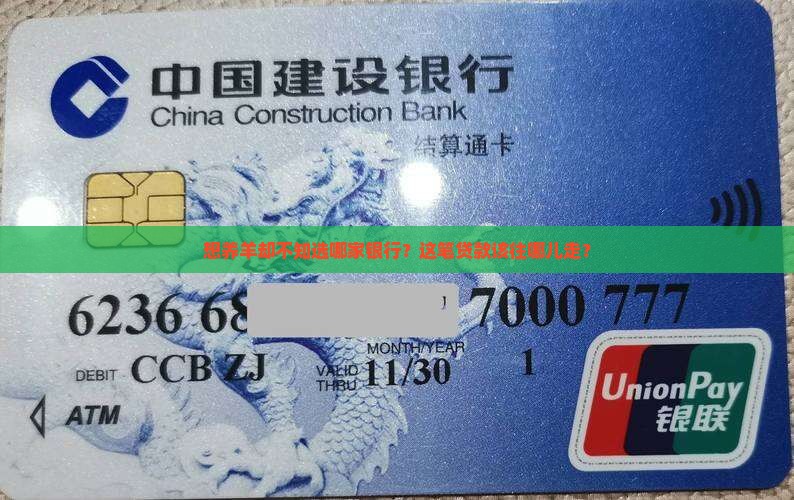 中国建设银行
China Construction Bank
结算通卡
想养羊却不知选哪家银行？这笔贷款该往哪儿走？
6236 68 7000 777
DEBIT CCB ZJ VALID THRU MONTH/YEAR 11/30 1
ATM
UnionPay
银联